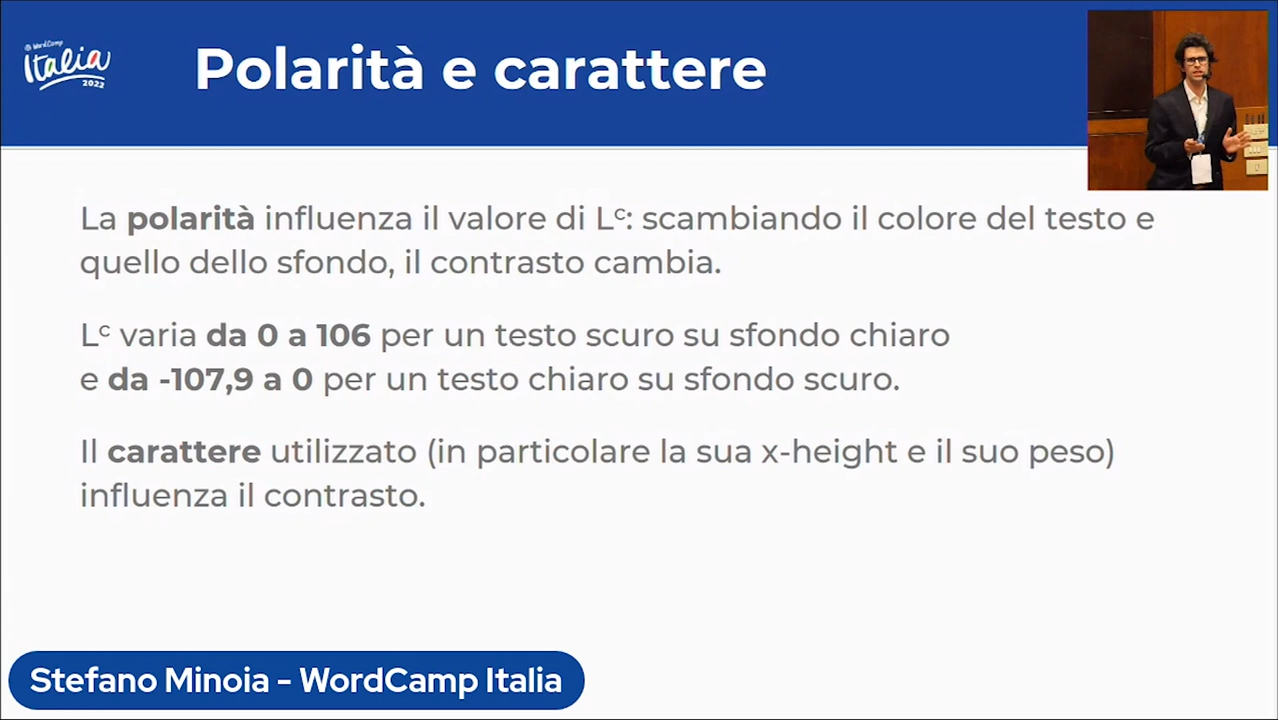 WordCamp
Italia
2022
Polarità e carattere
La polarità influenza il valore di Lᶜ: scambiando il colore del testo e
quello dello sfondo, il contrasto cambia.
Lᶜ varia da 0 a 106 per un testo scuro su sfondo chiaro
e da -107,9 a 0 per un testo chiaro su sfondo scuro.
Il carattere utilizzato (in particolare la sua x-height e il suo peso)
influenza il contrasto.
Stefano Minoia - WordCamp Italia